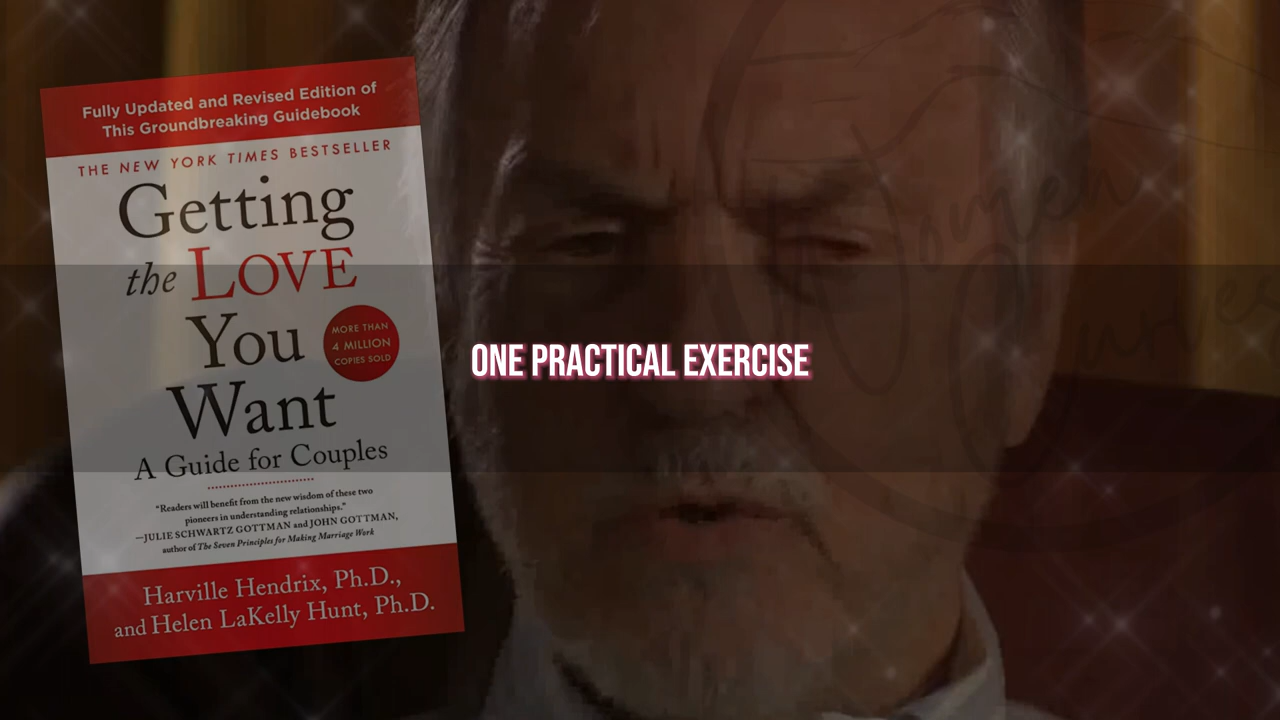 Fully Updated and Revised Edition of
This Groundbreaking Guidebook
THE NEW YORK TIMES BESTSELLER
Getting
the LOVE
You
Want
MORE THAN
4 MILLION
COPIES SOLD
A Guide for Couples
"Readers will benefit from the new wisdom of these two
pioneers in understanding relationships."
—JULIE SCHWARTZ GOTTMAN and JOHN GOTTMAN,
author of The Seven Principles for Making Marriage Work
Harville Hendrix, Ph.D.,
and Helen LaKelly Hunt, Ph.D.
ONE PRACTICAL EXERCISE